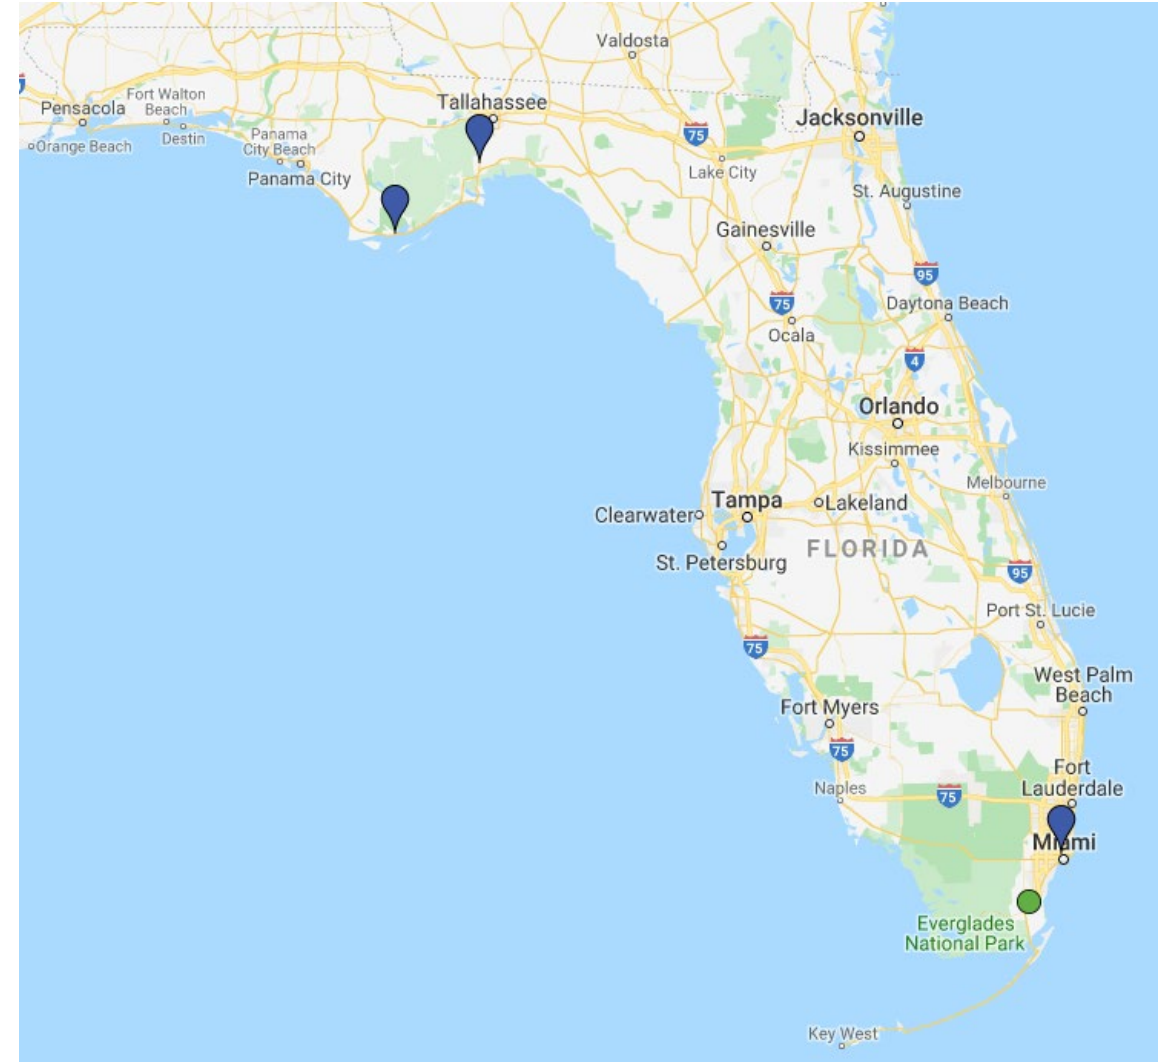 Valdosta
Fort Walton
Beach
Pensacola
Tallahassee
Jacksonville
75
Destin
Orange Beach
Panama
City Beach
Lake City
Panama City
St. Augustine
Gainesville
95
75
Daytona Beach
Ocala
4
Orlando
Kissimmee
Melbourne
Tampa
Lakeland
Clearwater
FLORIDA
St. Petersburg
95
Port St. Lucie
75
West Palm
Beach
Fort Myers
75
Fort
Lauderdale
Naples
75
Miami
Everglades
National Park
Key West